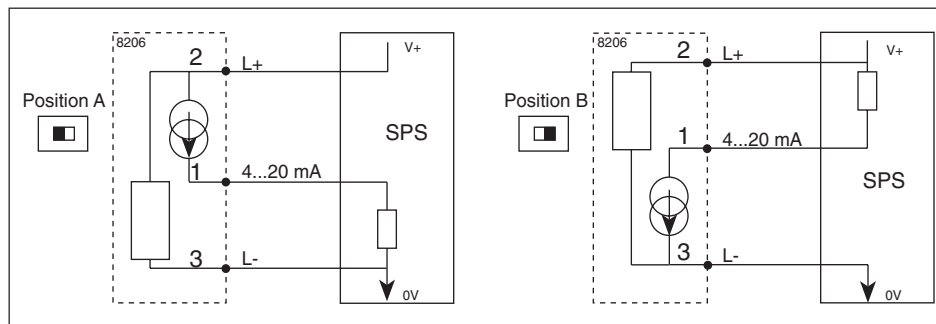 8206
2
L+
V+
Position A
SPS
1
4...20 mA
3
L-
0V
8206
2
L+
V+
Position B
1
4...20 mA
SPS
3
L-
0V